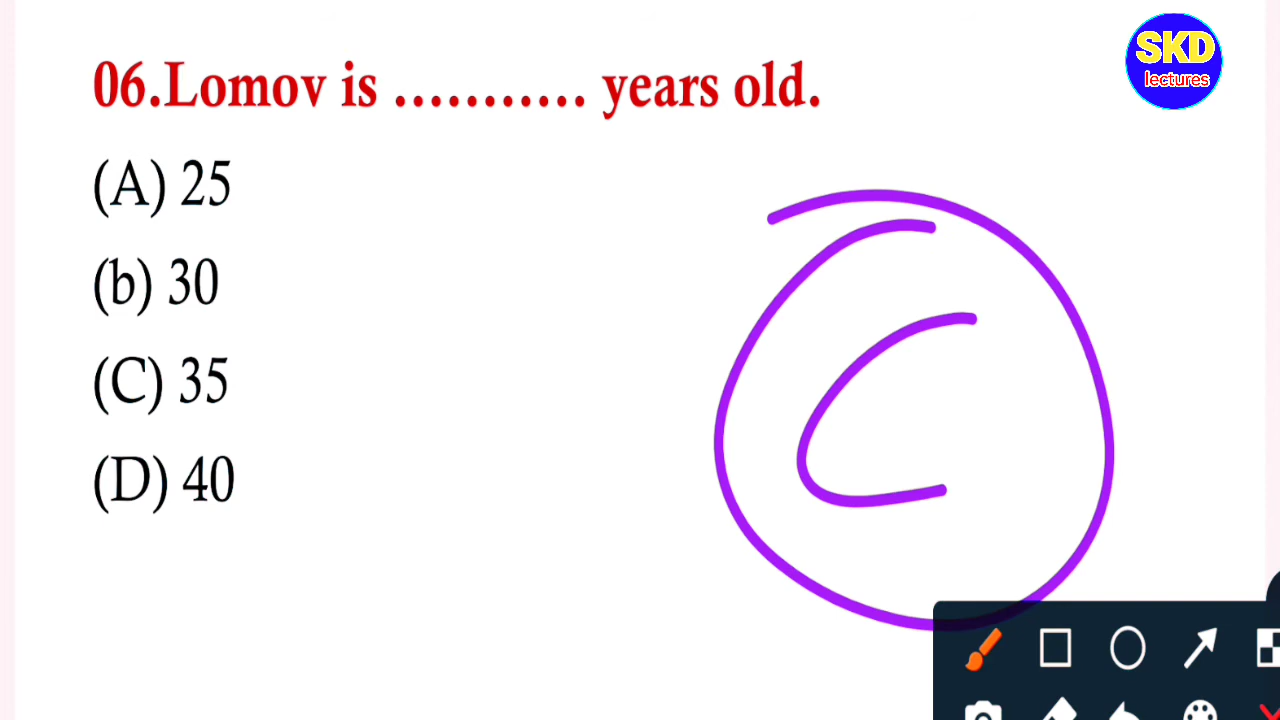 SKD
lectures
06.Lomov is ........... years old.
(A) 25
(b) 30
(C) 35
(D) 40
C